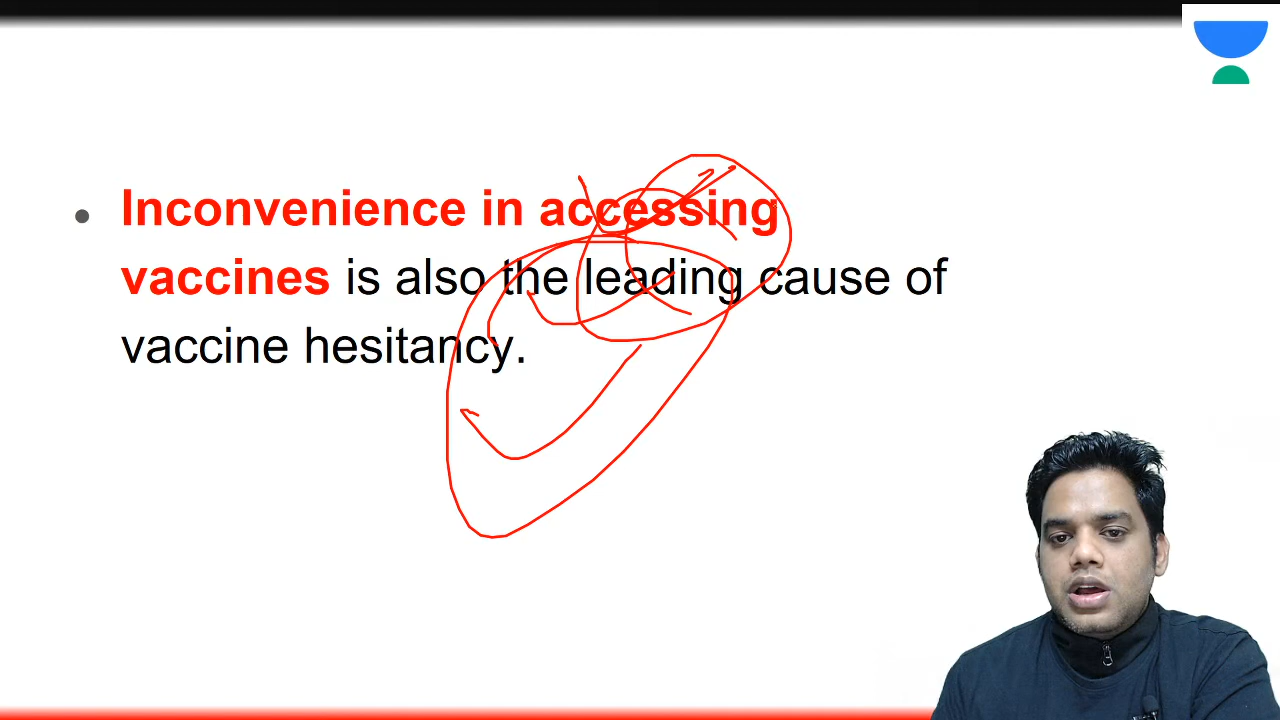 Inconvenience in accessing
vaccines is also the leading cause of
vaccine hesitancy.